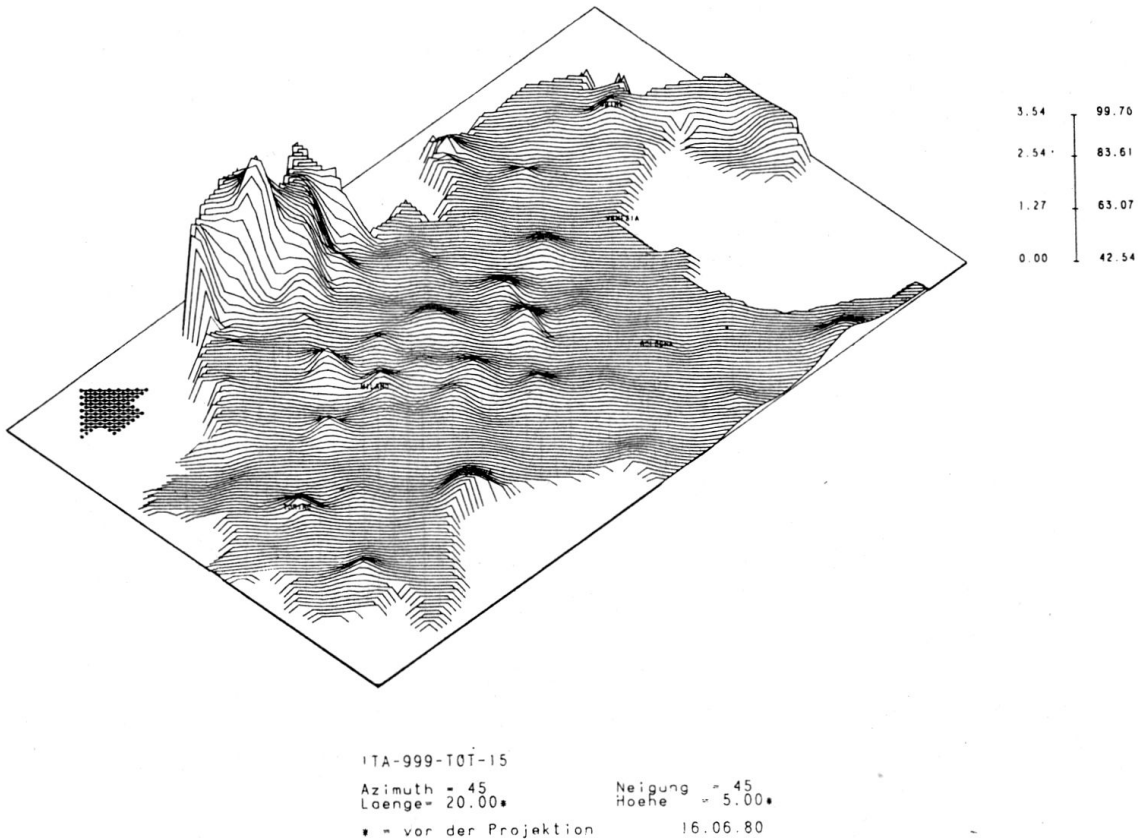 3.54 99.70
2.54 83.61
1.27 63.07
0.00 42.54
VENEZIA
BOLOGNA
MILANO
TORINO
ITA-999-TOT-15
Azimuth = 45 Neigung = 45
Laenge= 20.00* Hoehe = 5.00*
* = vor der Projektion 16.06.80